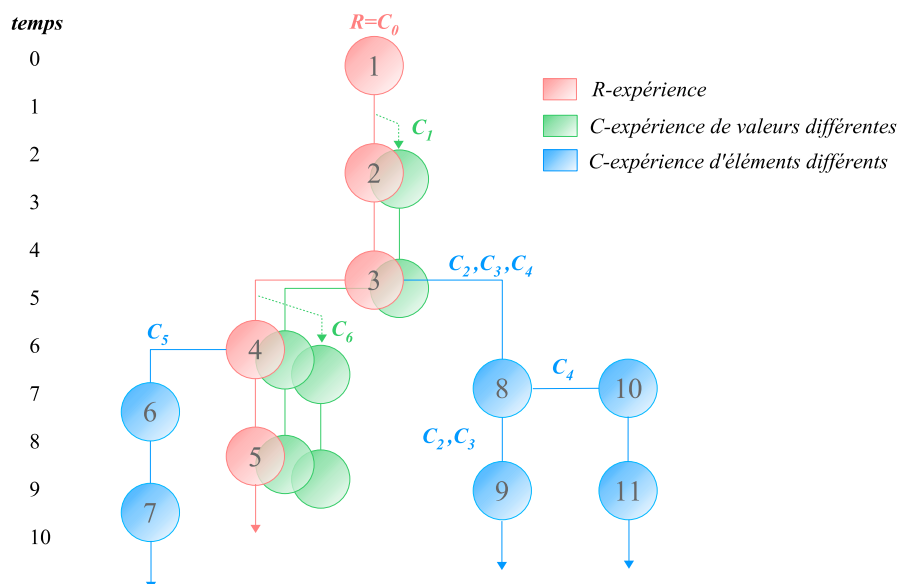 temps
R=C0
0
1
1
R-expérience
C1
C-expérience de valeurs différentes
2
2
C-expérience d'éléments différents
3
4
3
C2,C3,C4
5
C5
C6
6
4
C4
7
6
8
10
8
C2,C3
5
9
7
9
11
10